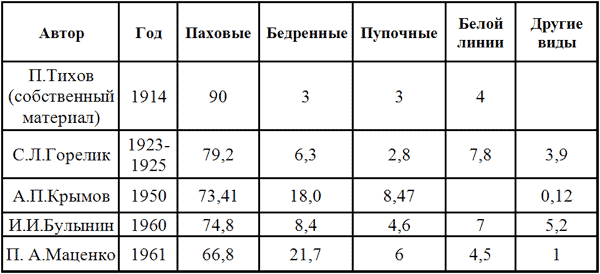 Автор Год Паховые Бедренные Пупочные Белой линии Другие виды
П.Тихов (собственный материал) 1914 90 3 3 4
С.Л.Горелик 1923-1925 79,2 6,3 2,8 7,8 3,9
А.П.Крымов 1950 73,41 18,0 8,47 0,12
И.И.Булынин 1960 74,8 8,4 4,6 7 5,2
П. А.Маценко 1961 66,8 21,7 6 4,5 1